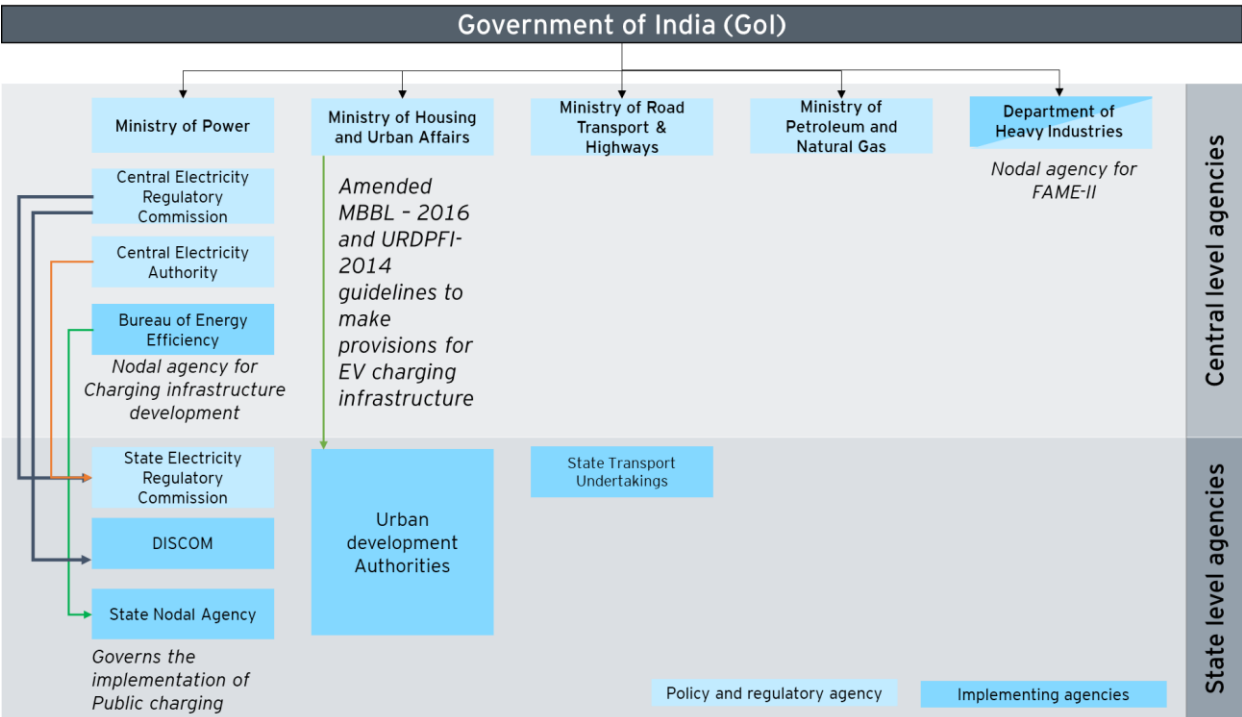 Government of India (GoI)
Ministry of Power
Ministry of Housing
and Urban Affairs
Ministry of Road
Transport &
Highways
Ministry of
Petroleum and
Natural Gas
Department of
Heavy Industries
Nodal agency for
FAME-II
Central Electricity
Regulatory
Commission
Central Electricity
Authority
Bureau of Energy
Efficiency
Nodal agency for
Charging infrastructure
development
Amended
MBBL – 2016
and URDPFI-
2014
guidelines to
make
provisions for
EV charging
infrastructure
Central level agencies
State Electricity
Regulatory
Commission
DISCOM
State Nodal Agency
Governs the
implementation of
Public charging
Urban
development
Authorities
State Transport
Undertakings
State level agencies
Policy and regulatory agency
Implementing agencies